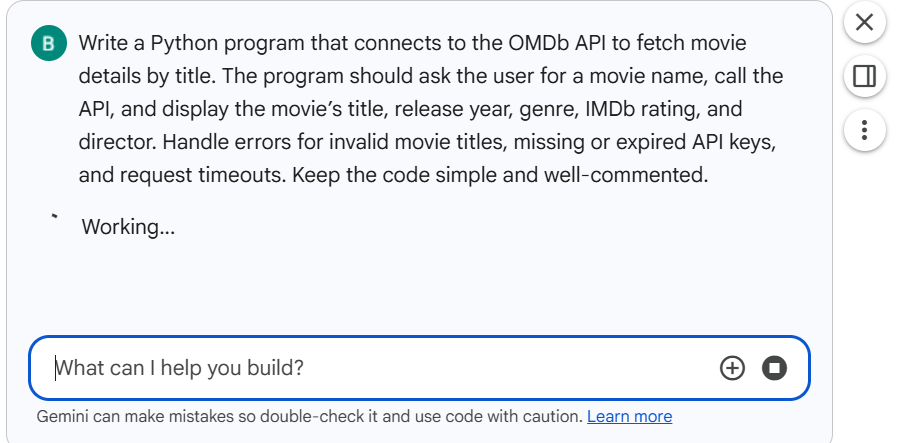 B
Write a Python program that connects to the OMDb API to fetch movie
details by title. The program should ask the user for a movie name, call the
API, and display the movie’s title, release year, genre, IMDb rating, and
director. Handle errors for invalid movie titles, missing or expired API keys,
and request timeouts. Keep the code simple and well-commented.
Working...
What can I help you build?
Gemini can make mistakes so double-check it and use code with caution. Learn more